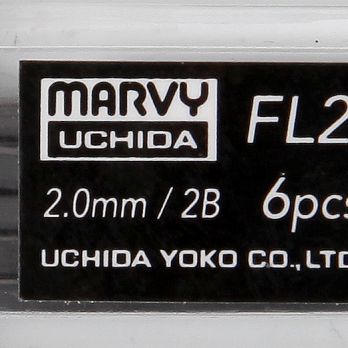 MARVY
UCHIDA
FL2
2.0mm / 2B
6pcs
UCHIDA YOKO CO., LTD